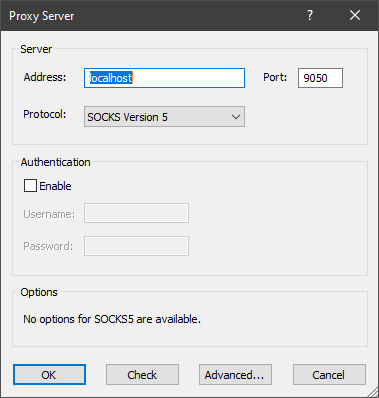 Proxy Server
Server
Address: localhost Port: 9050
Protocol: SOCKS Version 5
Authentication
Enable
Username:
Password:
Options
No options for SOCKS5 are available.
OK Check Advanced... Cancel